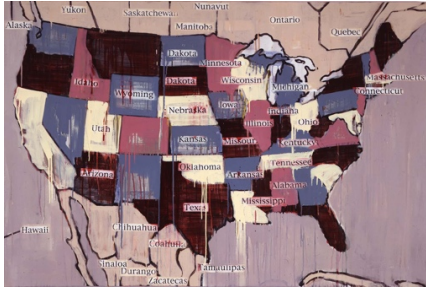 Nunavut
Yukon
Saskatchewa..
Manitoba
Ontario
Alaska
Quebec
Dakota
Minnesota
Massachusetts
Idaho
Dakota
Wisconsin
Wyoming
Michigan
Connecticut
Iowa
Nebraska
Indiana
Illinois
Ohio
Utah
Kansas
Missouri
Kentucky
Oklahoma
Tennessee
Arizona
Arkansas
Alabama
Mississippi
Texas
Hawaii
Chihuahua
Coahuila
Sinaloa
Durango
Tamaulipas
Zacatecas